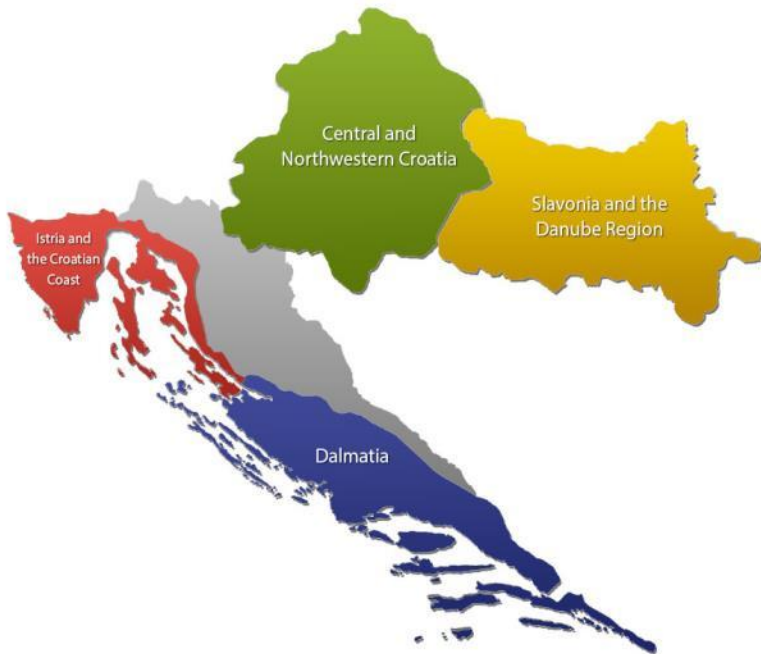 Central and
Northwestern Croatia
Slavonia and the
Danube Region
Istria and
the Croatian
Coast
Dalmatia